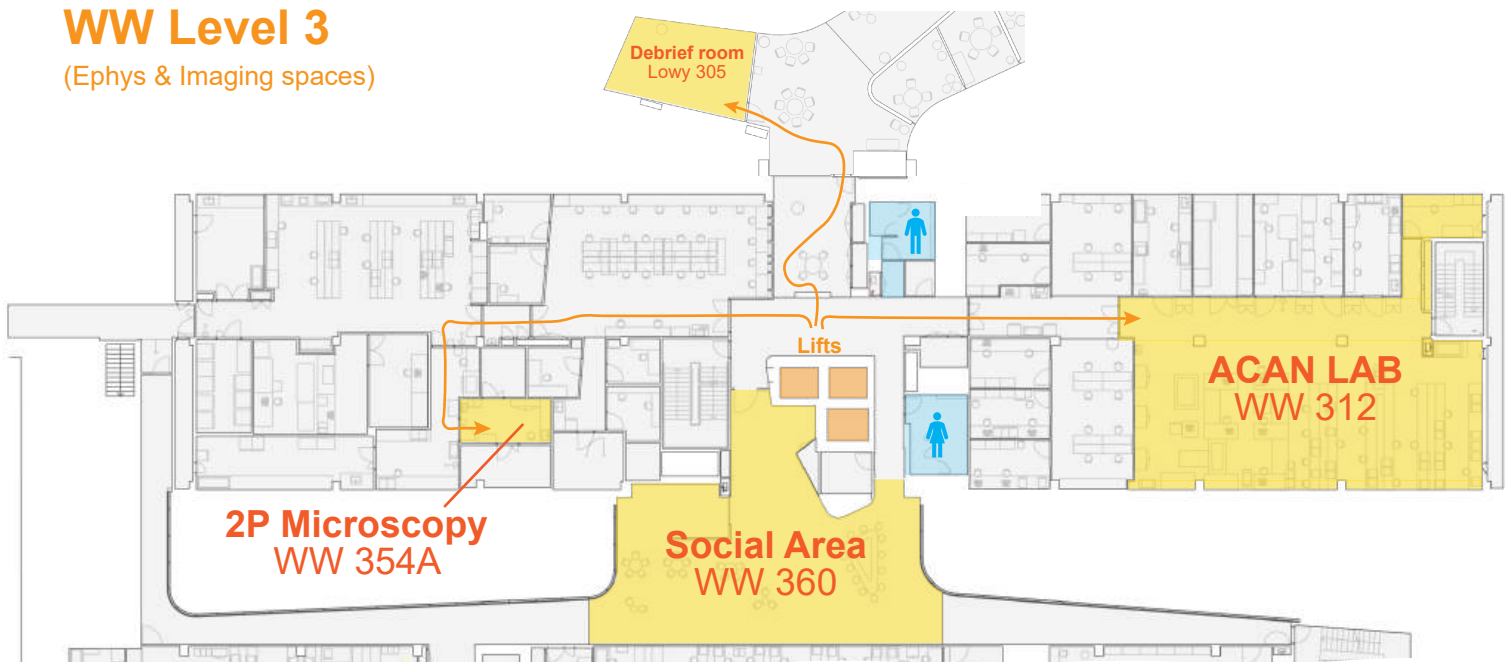 WW Level 3
(Ephys & Imaging spaces)
Debrief room
Lowy 305
Lifts
ACAN LAB
WW 312
2P Microscopy
WW 354A
Social Area
WW 360